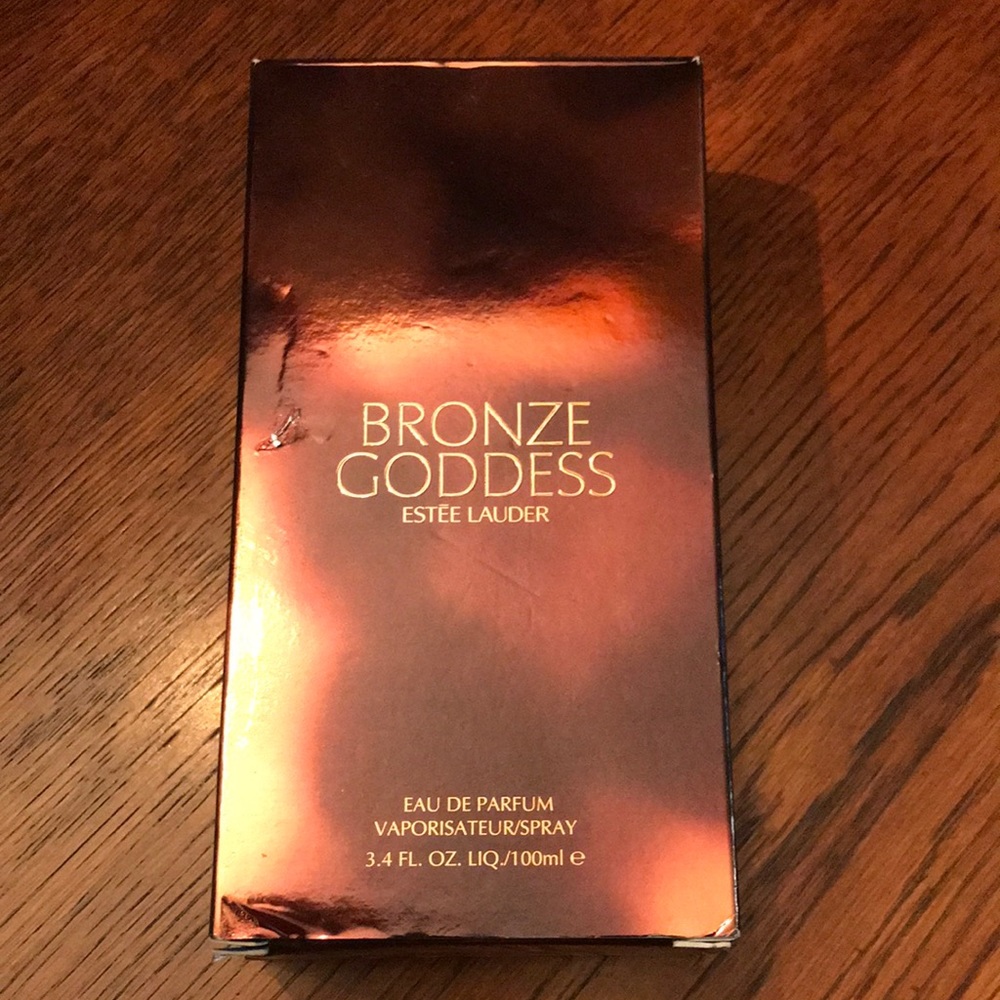 BRONZE
GODDESS
ESTĒE LAUDER
EAU DE PARFUM
VAPORISATEUR/SPRAY
3.4 FL. OZ. LIQ./100ml ℮